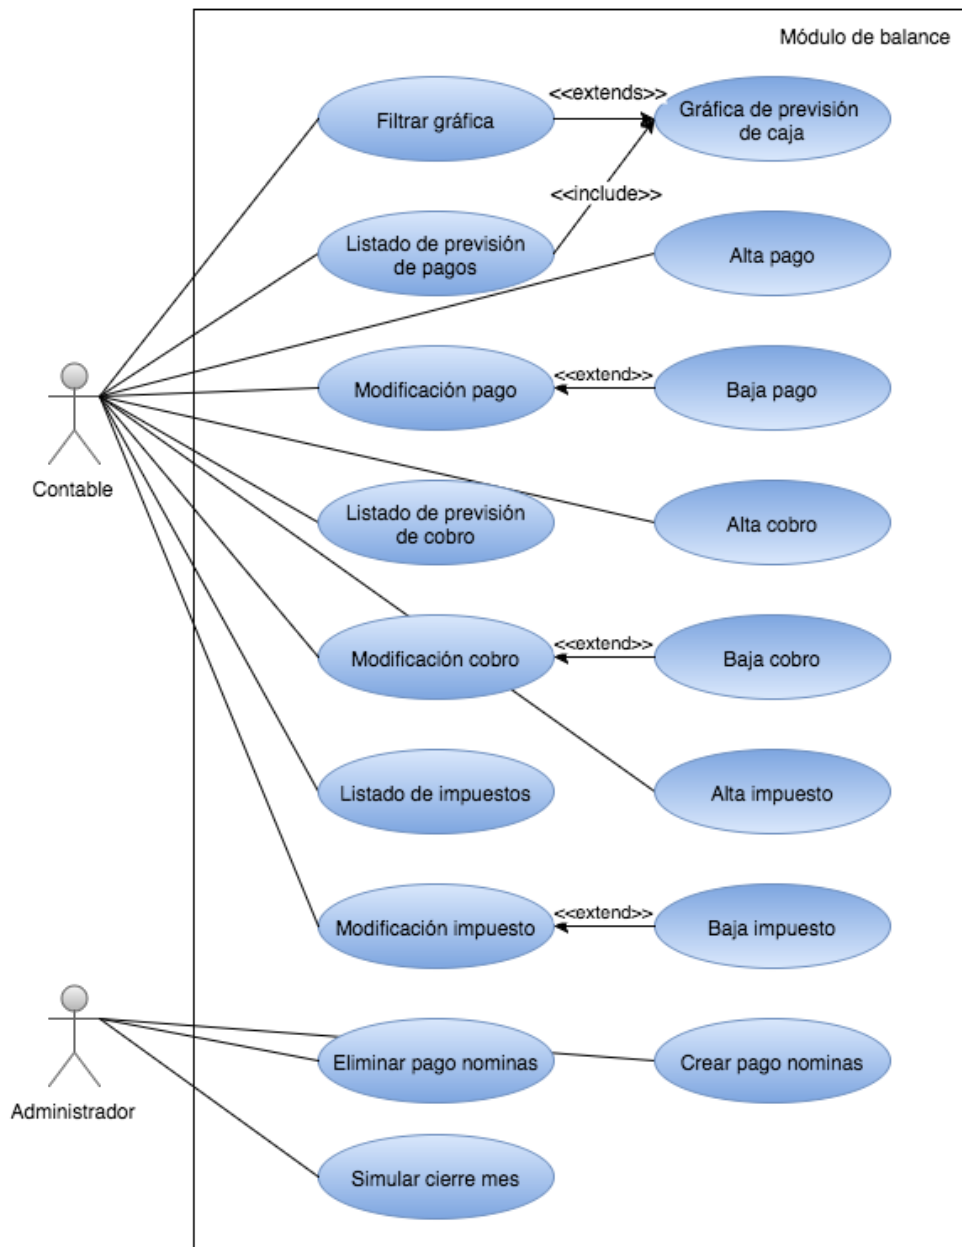 Módulo de balance
Filtrar gráfica
<<extends>>
Gráfica de previsión
de caja
<<include>>
Listado de previsión
de pagos
Alta pago
Modificación pago
<<extend>>
Baja pago
Contable
Listado de previsión
de cobro
Alta cobro
Modificación cobro
<<extend>>
Baja cobro
Listado de impuestos
Alta impuesto
Modificación impuesto
<<extend>>
Baja impuesto
Eliminar pago nominas
Crear pago nominas
Administrador
Simular cierre mes